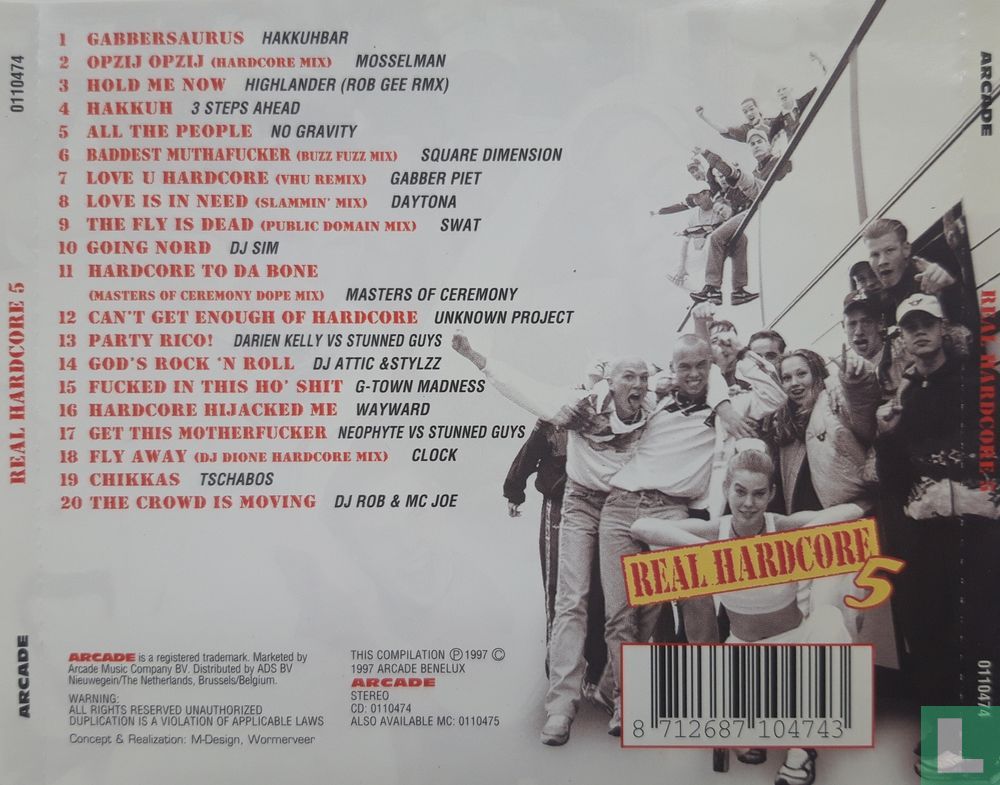 1 GABBERSAURUS HAKKUHBAR
2 OPZIJ OPZIJ (HARDCORE MIX) MOSSELMAN
3 HOLD ME NOW HIGHLANDER (ROB GEE RMX)
4 HAKKUH 3 STEPS AHEAD
5 ALL THE PEOPLE NO GRAVITY
6 BADDEST MUTHAFUCKER (BUZZ FUZZ MIX) SQUARE DIMENSION
7 LOVE U HARDCORE (VHU REMIX) GABBER PIET
8 LOVE IS IN NEED (SLAMMIN' MIX) DAYTONA
9 THE FLY IS DEAD (PUBLIC DOMAIN MIX) SWAT
10 GOING NORD DJ SIM
11 HARDCORE TO DA BONE
(MASTERS OF CEREMONY DOPE MIX) MASTERS OF CEREMONY
12 CAN'T GET ENOUGH OF HARDCORE UNKNOWN PROJECT
13 PARTY RICO! DARIEN KELLY VS STUNNED GUYS
14 GOD'S ROCK 'N ROLL DJ ATTIC &STYLZZ
15 FUCKED IN THIS HO' SHIT G-TOWN MADNESS
16 HARDCORE HIJACKED ME WAYWARD
17 GET THIS MOTHERFUCKER NEOPHYTE VS STUNNED GUYS
18 FLY AWAY (DJ DIONE HARDCORE MIX) CLOCK
19 CHIKKAS TSCHABOS
20 THE CROWD IS MOVING DJ ROB & MC JOE
0110474
REAL HARDCORE 5
ARCADE
ARCADE
REAL HARDCORE 5
0110474
REAL HARDCORE 5
ARCADE is a registered trademark. Marketed by
Arcade Music Company BV. Distributed by ADS BV
Nieuwegein/The Netherlands, Brussels/Belgium.
WARNING:
ALL RIGHTS RESERVED UNAUTHORIZED
DUPLICATION IS A VIOLATION OF APPLICABLE LAWS
Concept & Realization: M-Design, Wormerveer
THIS COMPILATION Ⓟ 1997 ©
1997 ARCADE BENELUX
ARCADE
STEREO
CD: 0110474
ALSO AVAILABLE MC: 0110475
8 712687 104743
L